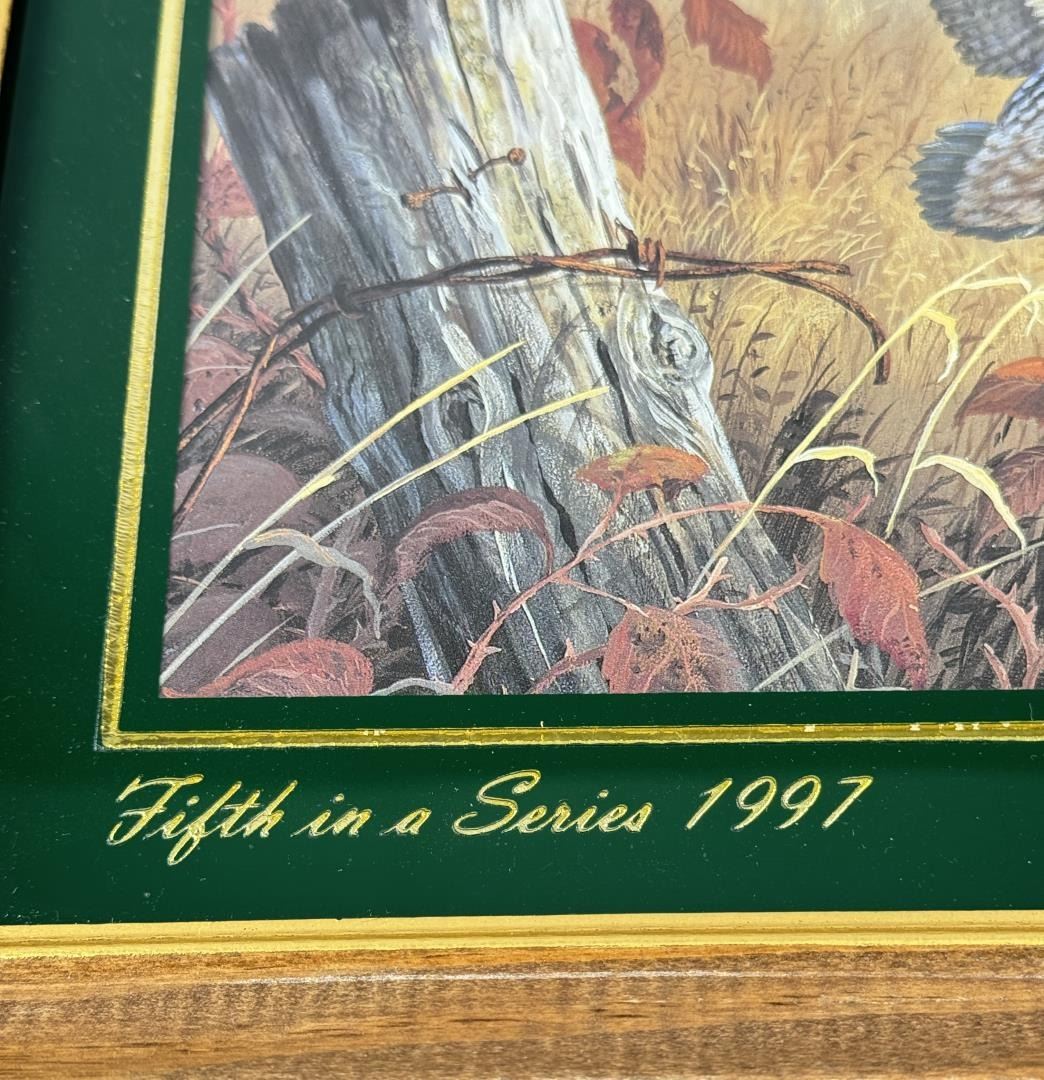 Fifth in a Series 1997